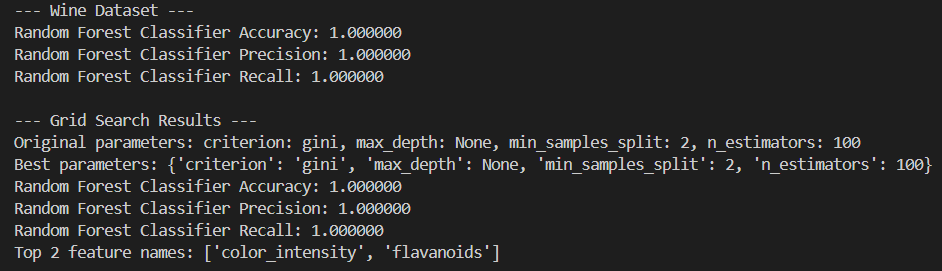 --- Wine Dataset ---
Random Forest Classifier Accuracy: 1.000000
Random Forest Classifier Precision: 1.000000
Random Forest Classifier Recall: 1.000000
--- Grid Search Results ---
Original parameters: criterion: gini, max_depth: None, min_samples_split: 2, n_estimators: 100
Best parameters: {'criterion': 'gini', 'max_depth': None, 'min_samples_split': 2, 'n_estimators': 100}
Random Forest Classifier Accuracy: 1.000000
Random Forest Classifier Precision: 1.000000
Random Forest Classifier Recall: 1.000000
Top 2 feature names: ['color_intensity', 'flavanoids']